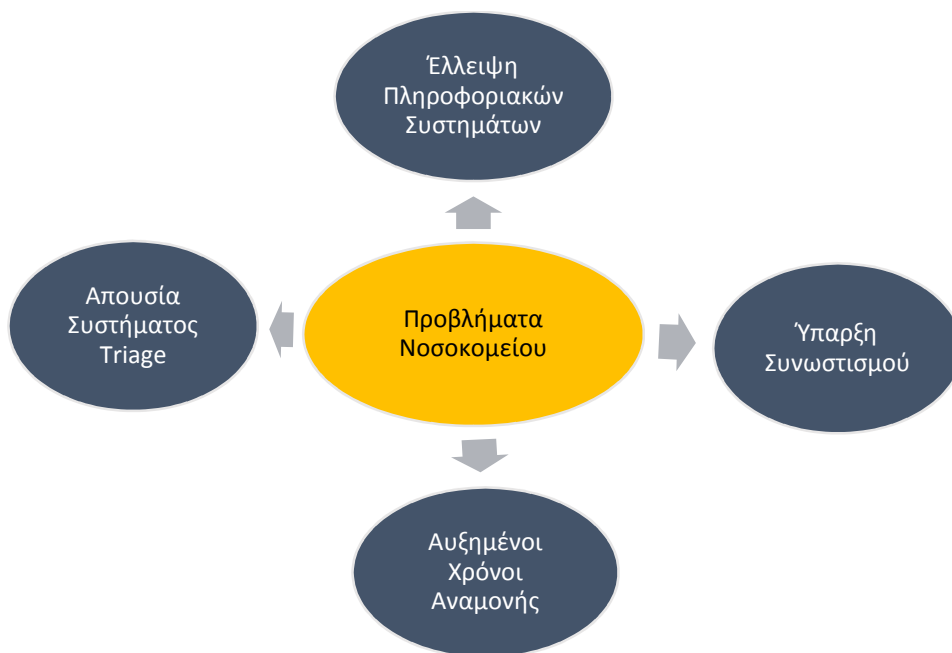 Έλλειψη
Πληροφοριακών
Συστημάτων
Απουσία
Συστήματος
Triage
Προβλήματα
Νοσοκομείου
Ύπαρξη
Συνωστισμού
Αυξημένοι
Χρόνοι
Αναμονής